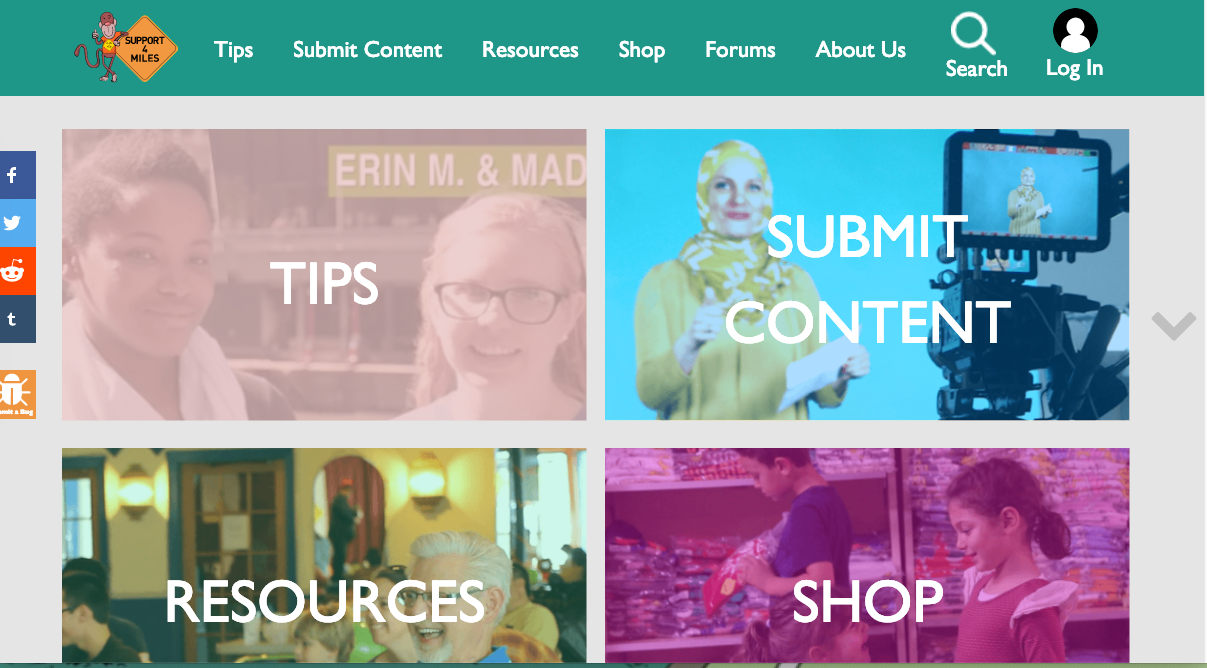 SUPPORT
4
MILES
Tips
Submit Content
Resources
Shop
Forums
About Us
Search
Log In
ERIN M. & MAD
TIPS
SUBMIT
CONTENT
RESOURCES
SHOP
f
t
mit a Bug